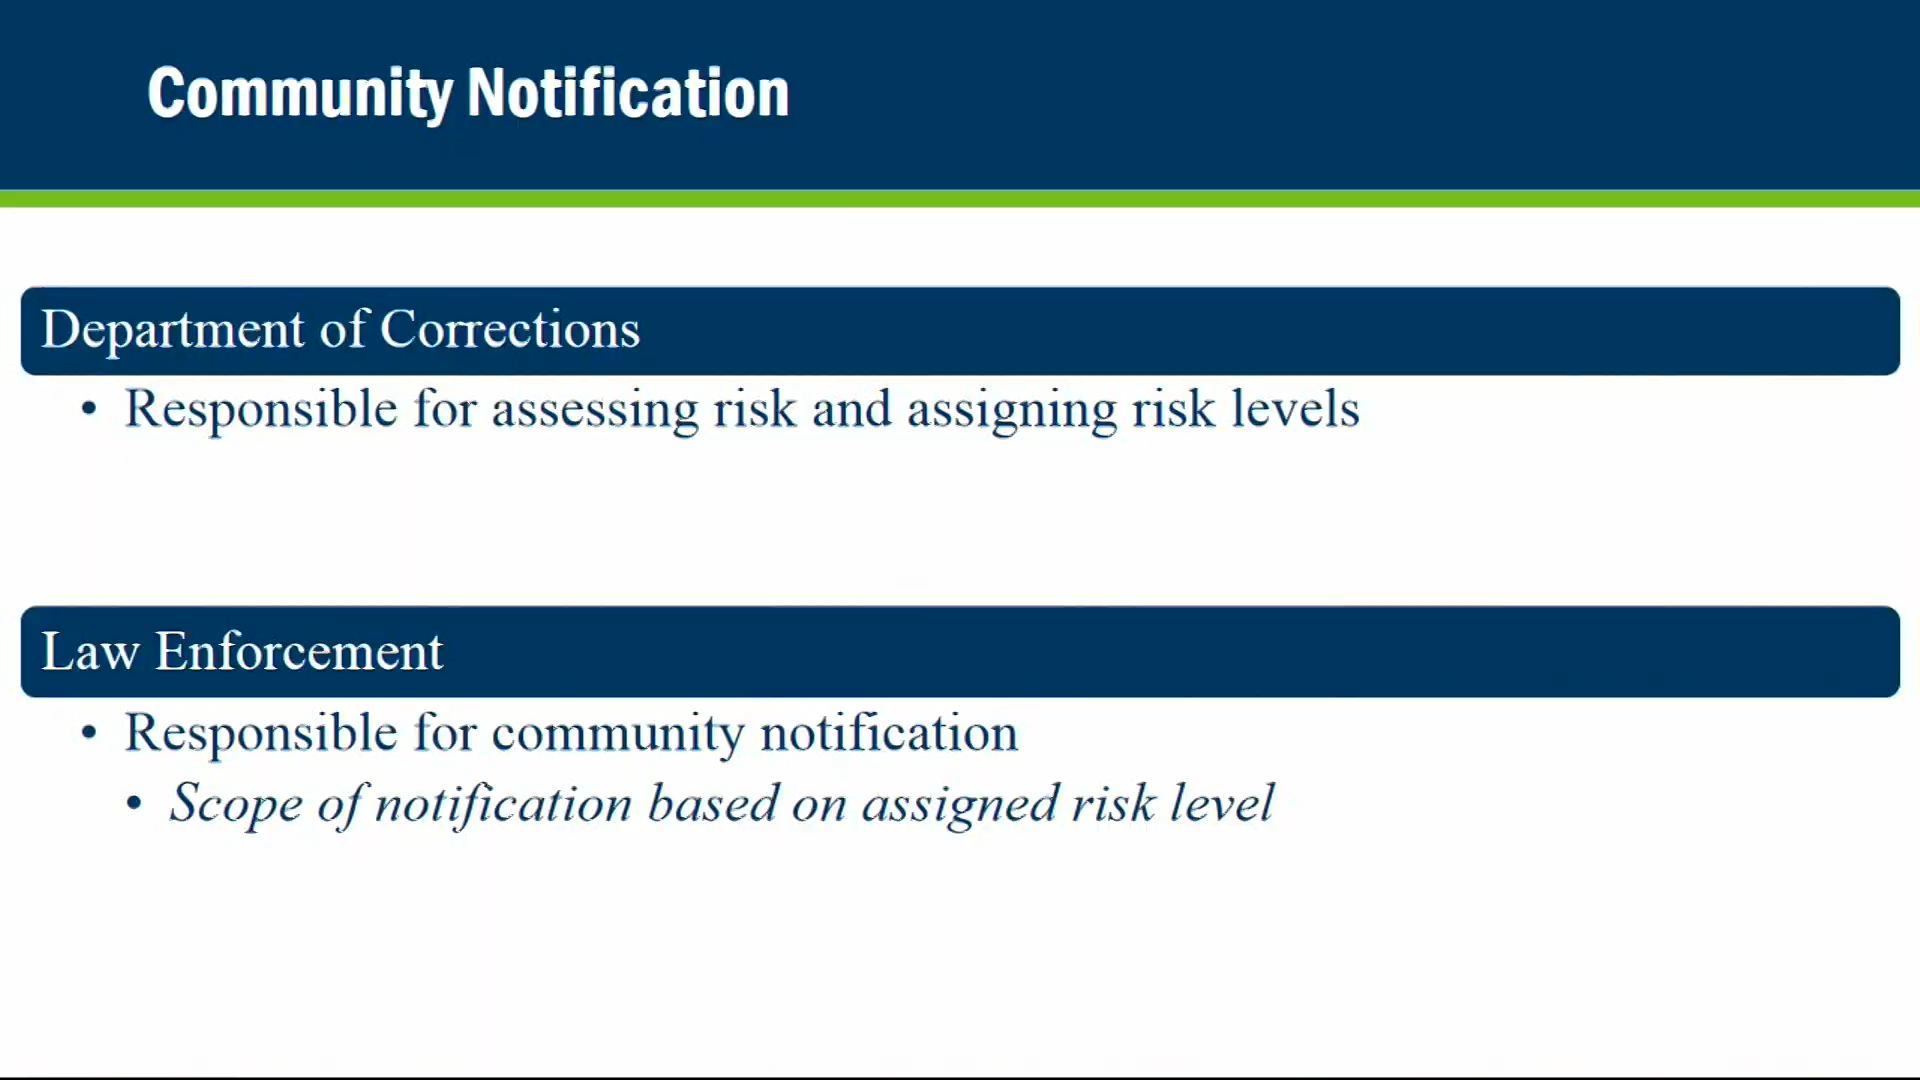 Community Notification
Department of Corrections
• Responsible for assessing risk and assigning risk levels
Law Enforcement
• Responsible for community notification
• Scope of notification based on assigned risk level